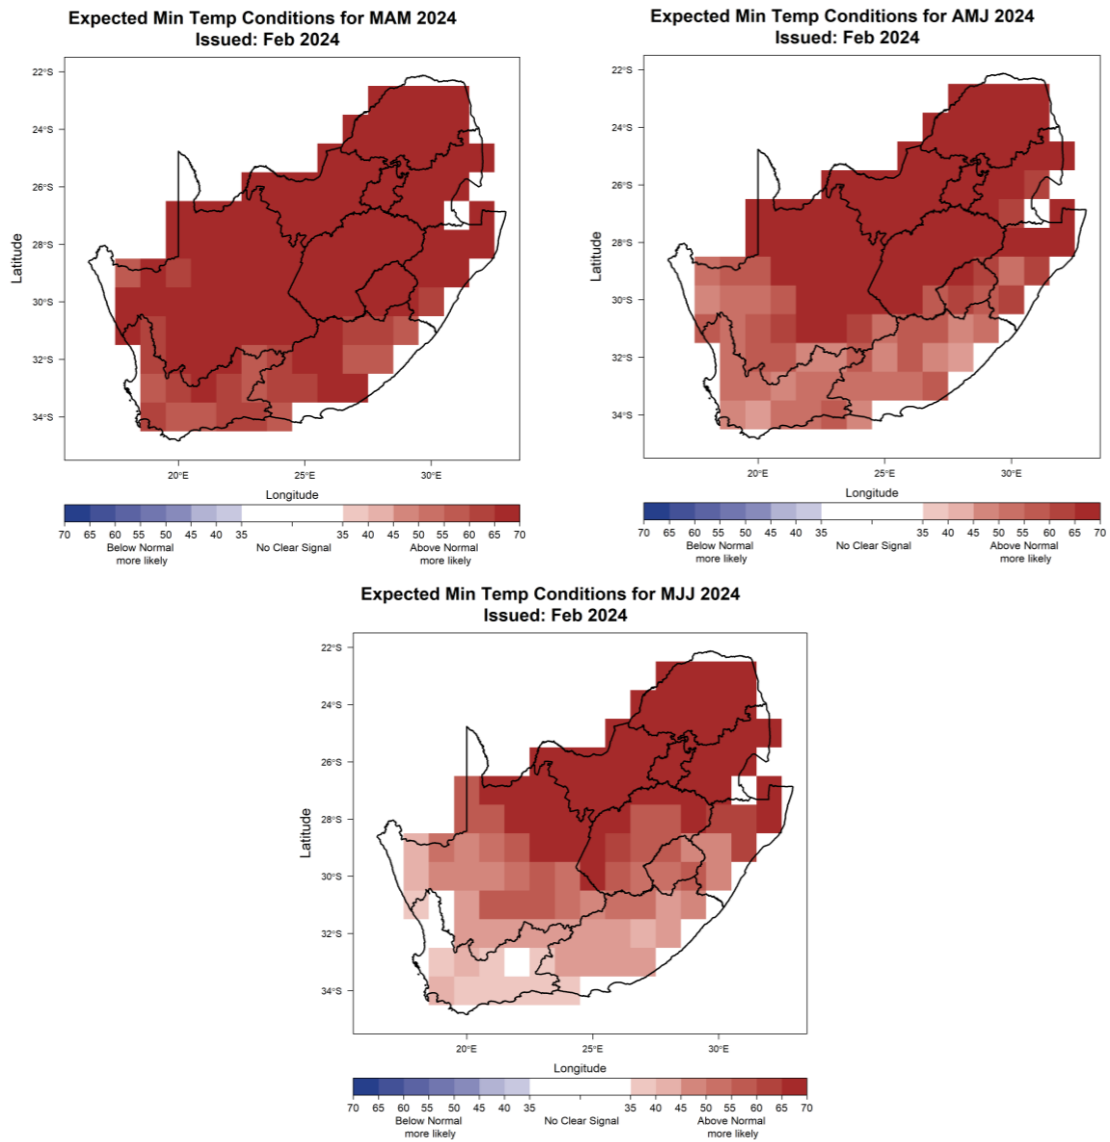 Expected Min Temp Conditions for MAM 2024
Issued: Feb 2024
22°S
24°S
26°S
28°S
30°S
32°S
34°S
Latitude
20°E 25°E 30°E
Longitude
70 65 60 55 50 45 40 35 35 40 45 50 55 60 65 70
Below Normal No Clear Signal Above Normal
more likely more likely
Expected Min Temp Conditions for AMJ 2024
Issued: Feb 2024
22°S
24°S
26°S
28°S
30°S
32°S
34°S
Latitude
20°E 25°E 30°E
Longitude
70 65 60 55 50 45 40 35 35 40 45 50 55 60 65 70
Below Normal No Clear Signal Above Normal
more likely more likely
Expected Min Temp Conditions for MJJ 2024
Issued: Feb 2024
22°S
24°S
26°S
28°S
30°S
32°S
34°S
Latitude
20°E 25°E 30°E
Longitude
70 65 60 55 50 45 40 35 35 40 45 50 55 60 65 70
Below Normal No Clear Signal Above Normal
more likely more likely